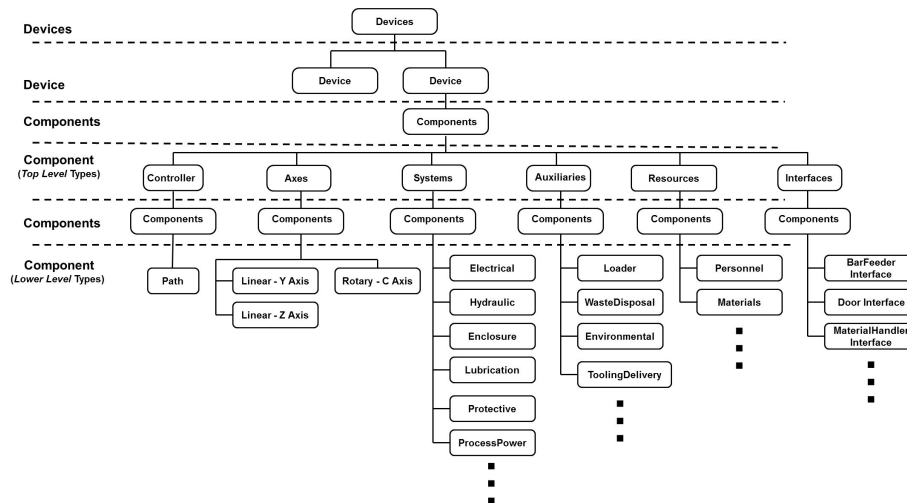 Devices
Devices
Device
Device
Device
Components
Components
Component
(Top Level Types)
Controller
Axes
Systems
Auxiliaries
Resources
Interfaces
Components
Components
Components
Components
Components
Components
Components
Component
(Lower Level Types)
Path
Linear - Y Axis
Rotary - C Axis
Linear - Z Axis
Electrical
Hydraulic
Enclosure
Lubrication
Protective
ProcessPower
Loader
WasteDisposal
Environmental
ToolingDelivery
Personnel
Materials
BarFeeder
Interface
Door Interface
MaterialHandler
Interface